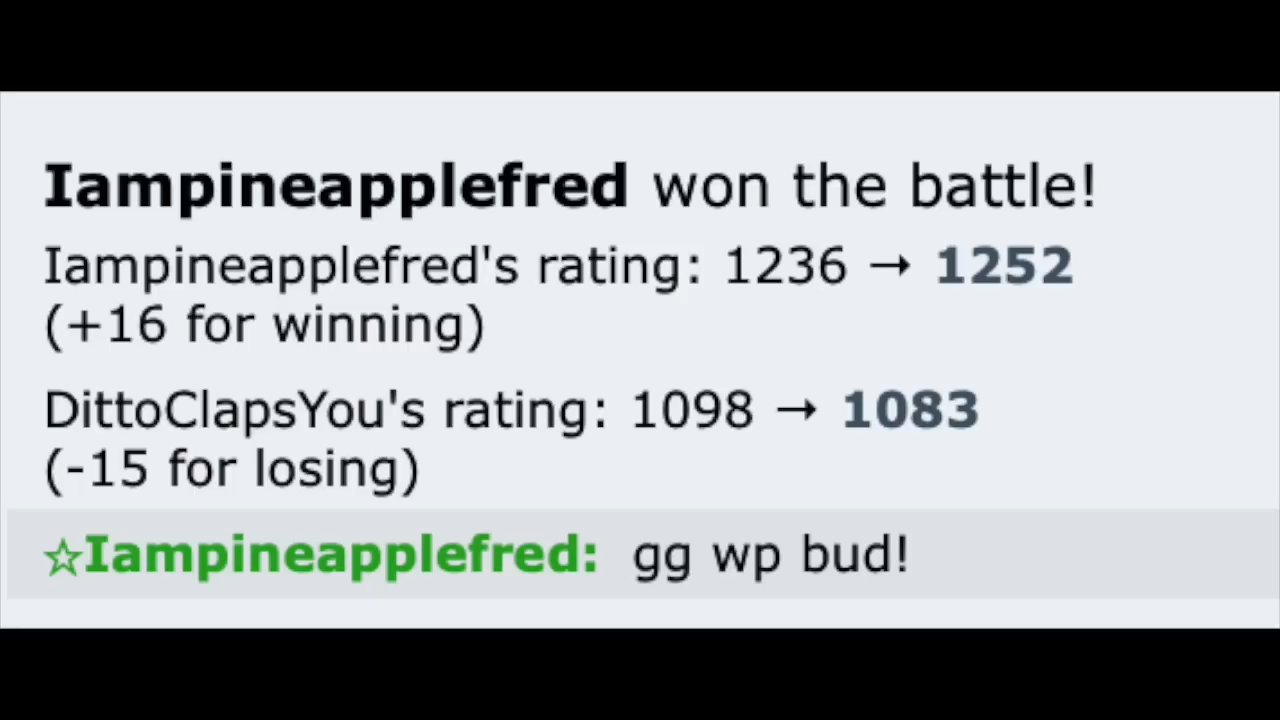 Iampineapplefred won the battle!
Iampineapplefred's rating: 1236 → 1252
(+16 for winning)
DittoClapsYou's rating: 1098 → 1083
(-15 for losing)
☆Iampineapplefred: gg wp bud!